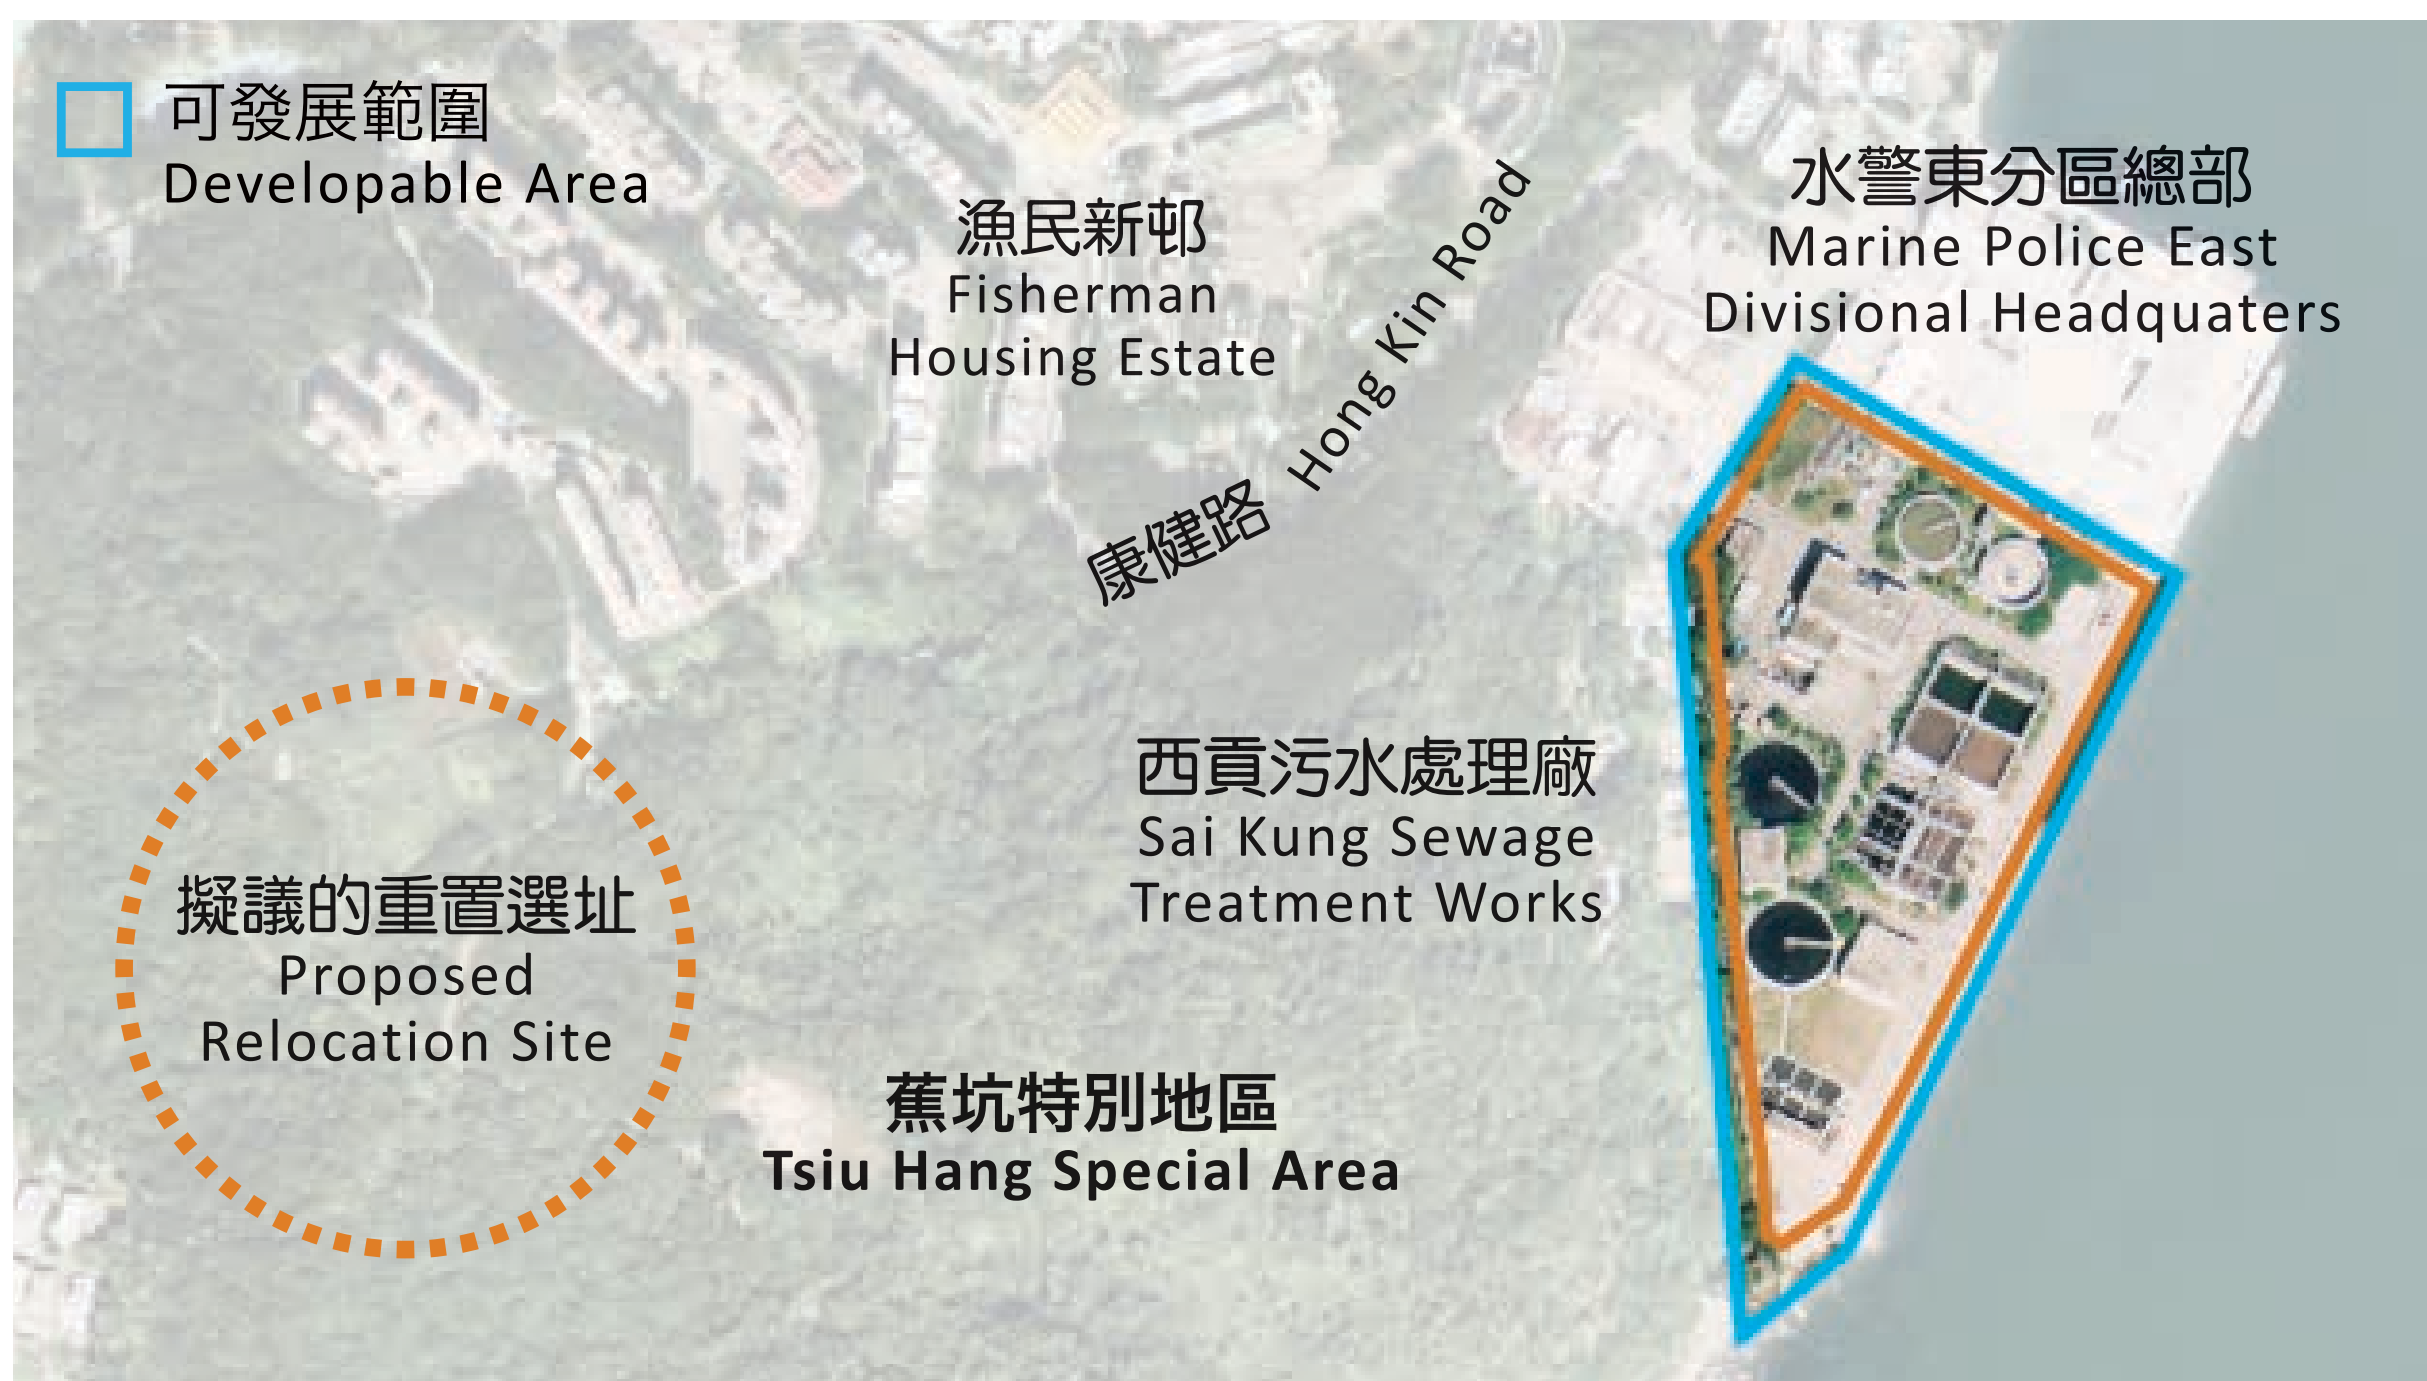 可發展範圍
Developable Area
漁民新邨
Fisherman
Housing Estate
康健路 Hong Kin Road
水警東分區總部
Marine Police East
Divisional Headquaters
西貢污水處理廠
Sai Kung Sewage
Treatment Works
擬議的重置選址
Proposed
Relocation Site
蕉坑特別地區
Tsiu Hang Special Area